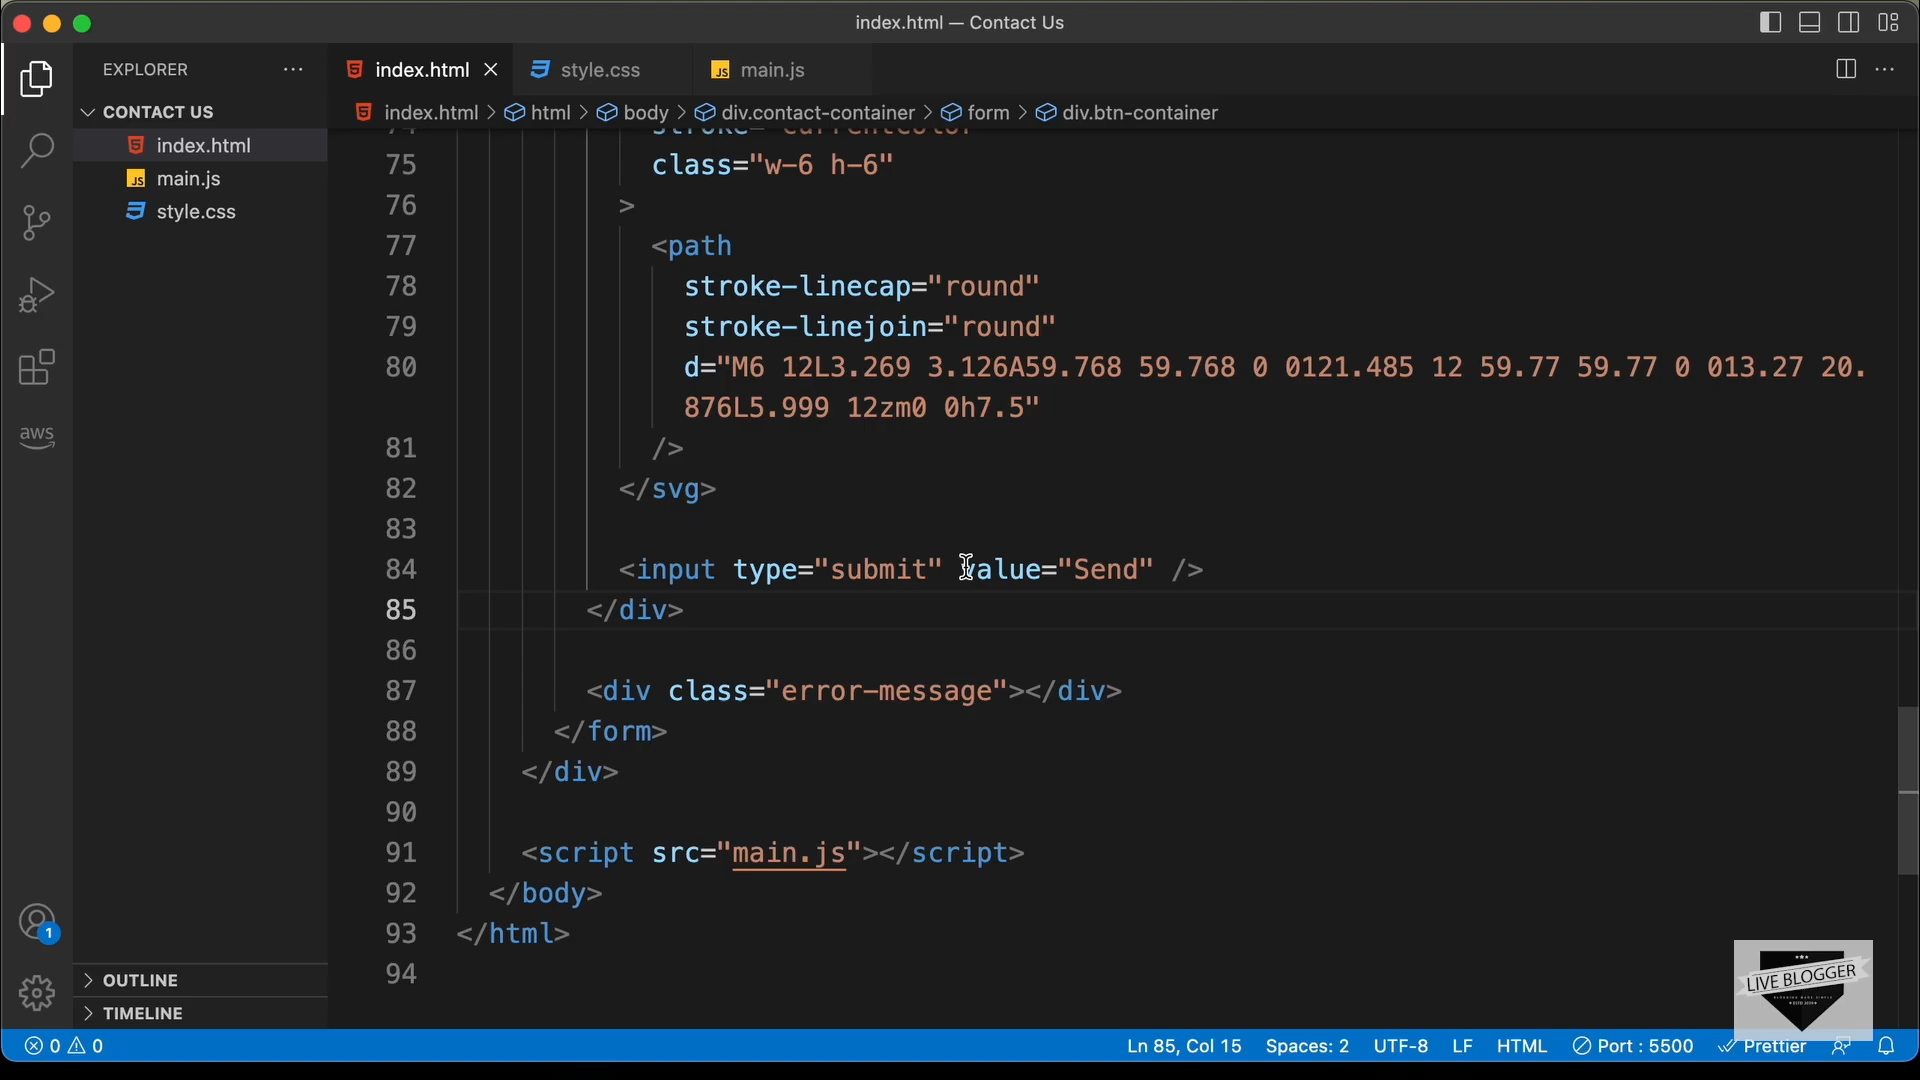 index.html — Contact Us
EXPLORER
CONTACT US
index.html
main.js
style.css
OUTLINE
TIMELINE
aws
1
index.html
style.css
JS main.js
index.html > html > body > div.contact-container > form > div.btn-container
75 class="w-6 h-6"
76 >
77 <path
78 stroke-linecap="round"
79 stroke-linejoin="round"
80 d="M6 12L3.269 3.126A59.768 59.768 0 0121.485 12 59.77 59.77 0 013.27 20.
876L5.999 12zm0 0h7.5"
81 />
82 </svg>
83
84 <input type="submit" value="Send" />
85 </div>
86
87 <div class="error-message"></div>
88 </form>
89 </div>
90
91 <script src="main.js"></script>
92 </body>
93 </html>
94
LIVE BLOGGER
0 0
Ln 85, Col 15
Spaces: 2
UTF-8
LF
HTML
Port : 5500
Prettier